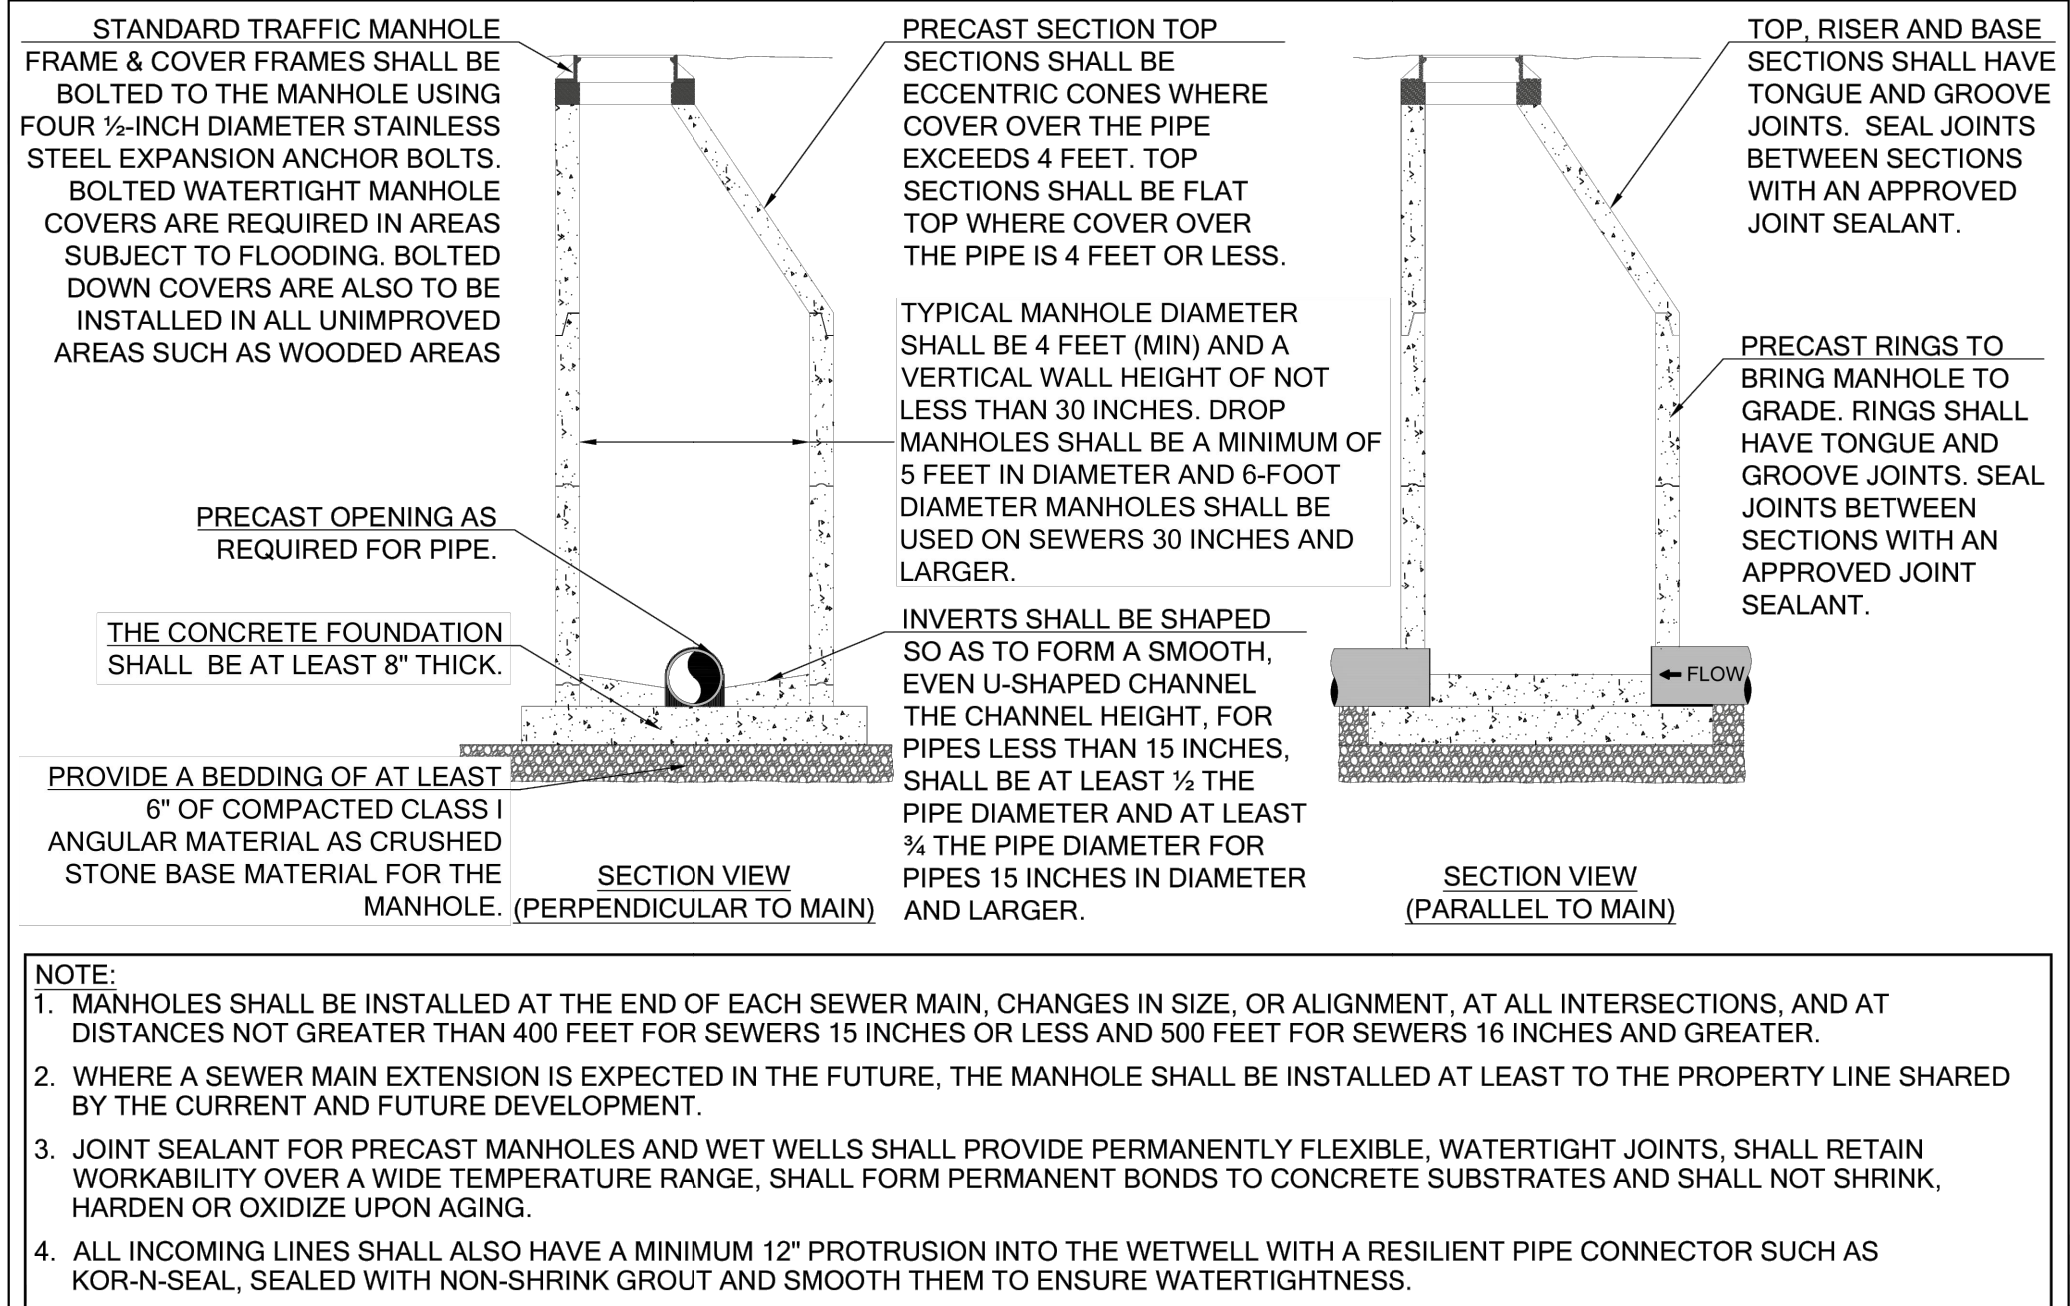 STANDARD TRAFFIC MANHOLE
FRAME & COVER FRAMES SHALL BE
BOLTED TO THE MANHOLE USING
FOUR ½-INCH DIAMETER STAINLESS
STEEL EXPANSION ANCHOR BOLTS.
BOLTED WATERTIGHT MANHOLE
COVERS ARE REQUIRED IN AREAS
SUBJECT TO FLOODING. BOLTED
DOWN COVERS ARE ALSO TO BE
INSTALLED IN ALL UNIMPROVED
AREAS SUCH AS WOODED AREAS
PRECAST OPENING AS
REQUIRED FOR PIPE.
THE CONCRETE FOUNDATION
SHALL BE AT LEAST 8" THICK.
PROVIDE A BEDDING OF AT LEAST
6" OF COMPACTED CLASS I
ANGULAR MATERIAL AS CRUSHED
STONE BASE MATERIAL FOR THE
MANHOLE.
SECTION VIEW
(PERPENDICULAR TO MAIN)
PRECAST SECTION TOP
SECTIONS SHALL BE
ECCENTRIC CONES WHERE
COVER OVER THE PIPE
EXCEEDS 4 FEET. TOP
SECTIONS SHALL BE FLAT
TOP WHERE COVER OVER
THE PIPE IS 4 FEET OR LESS.
TYPICAL MANHOLE DIAMETER
SHALL BE 4 FEET (MIN) AND A
VERTICAL WALL HEIGHT OF NOT
LESS THAN 30 INCHES. DROP
MANHOLES SHALL BE A MINIMUM OF
5 FEET IN DIAMETER AND 6-FOOT
DIAMETER MANHOLES SHALL BE
USED ON SEWERS 30 INCHES AND
LARGER.
INVERTS SHALL BE SHAPED
SO AS TO FORM A SMOOTH,
EVEN U-SHAPED CHANNEL
THE CHANNEL HEIGHT, FOR
PIPES LESS THAN 15 INCHES,
SHALL BE AT LEAST ½ THE
PIPE DIAMETER AND AT LEAST
¾ THE PIPE DIAMETER FOR
PIPES 15 INCHES IN DIAMETER
AND LARGER.
TOP, RISER AND BASE
SECTIONS SHALL HAVE
TONGUE AND GROOVE
JOINTS. SEAL JOINTS
BETWEEN SECTIONS
WITH AN APPROVED
JOINT SEALANT.
PRECAST RINGS TO
BRING MANHOLE TO
GRADE. RINGS SHALL
HAVE TONGUE AND
GROOVE JOINTS. SEAL
JOINTS BETWEEN
SECTIONS WITH AN
APPROVED JOINT
SEALANT.
FLOW
SECTION VIEW
(PARALLEL TO MAIN)
NOTE:
1. MANHOLES SHALL BE INSTALLED AT THE END OF EACH SEWER MAIN, CHANGES IN SIZE, OR ALIGNMENT, AT ALL INTERSECTIONS, AND AT
DISTANCES NOT GREATER THAN 400 FEET FOR SEWERS 15 INCHES OR LESS AND 500 FEET FOR SEWERS 16 INCHES AND GREATER.
2. WHERE A SEWER MAIN EXTENSION IS EXPECTED IN THE FUTURE, THE MANHOLE SHALL BE INSTALLED AT LEAST TO THE PROPERTY LINE SHARED
BY THE CURRENT AND FUTURE DEVELOPMENT.
3. JOINT SEALANT FOR PRECAST MANHOLES AND WET WELLS SHALL PROVIDE PERMANENTLY FLEXIBLE, WATERTIGHT JOINTS, SHALL RETAIN
WORKABILITY OVER A WIDE TEMPERATURE RANGE, SHALL FORM PERMANENT BONDS TO CONCRETE SUBSTRATES AND SHALL NOT SHRINK,
HARDEN OR OXIDIZE UPON AGING.
4. ALL INCOMING LINES SHALL ALSO HAVE A MINIMUM 12" PROTRUSION INTO THE WETWELL WITH A RESILIENT PIPE CONNECTOR SUCH AS
KOR-N-SEAL, SEALED WITH NON-SHRINK GROUT AND SMOOTH THEM TO ENSURE WATERTIGHTNESS.